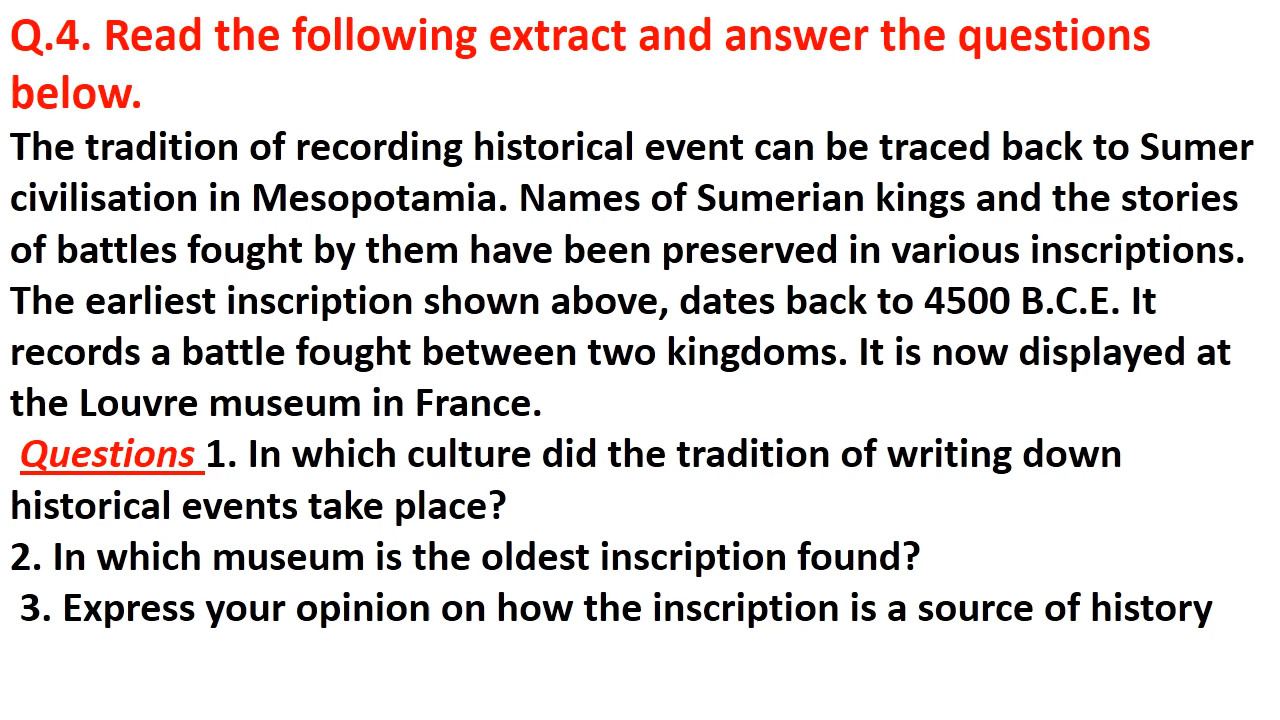 Q.4. Read the following extract and answer the questions
below.
The tradition of recording historical event can be traced back to Sumer
civilisation in Mesopotamia. Names of Sumerian kings and the stories
of battles fought by them have been preserved in various inscriptions.
The earliest inscription shown above, dates back to 4500 B.C.E. It
records a battle fought between two kingdoms. It is now displayed at
the Louvre museum in France.
Questions 1. In which culture did the tradition of writing down
historical events take place?
2. In which museum is the oldest inscription found?
3. Express your opinion on how the inscription is a source of history